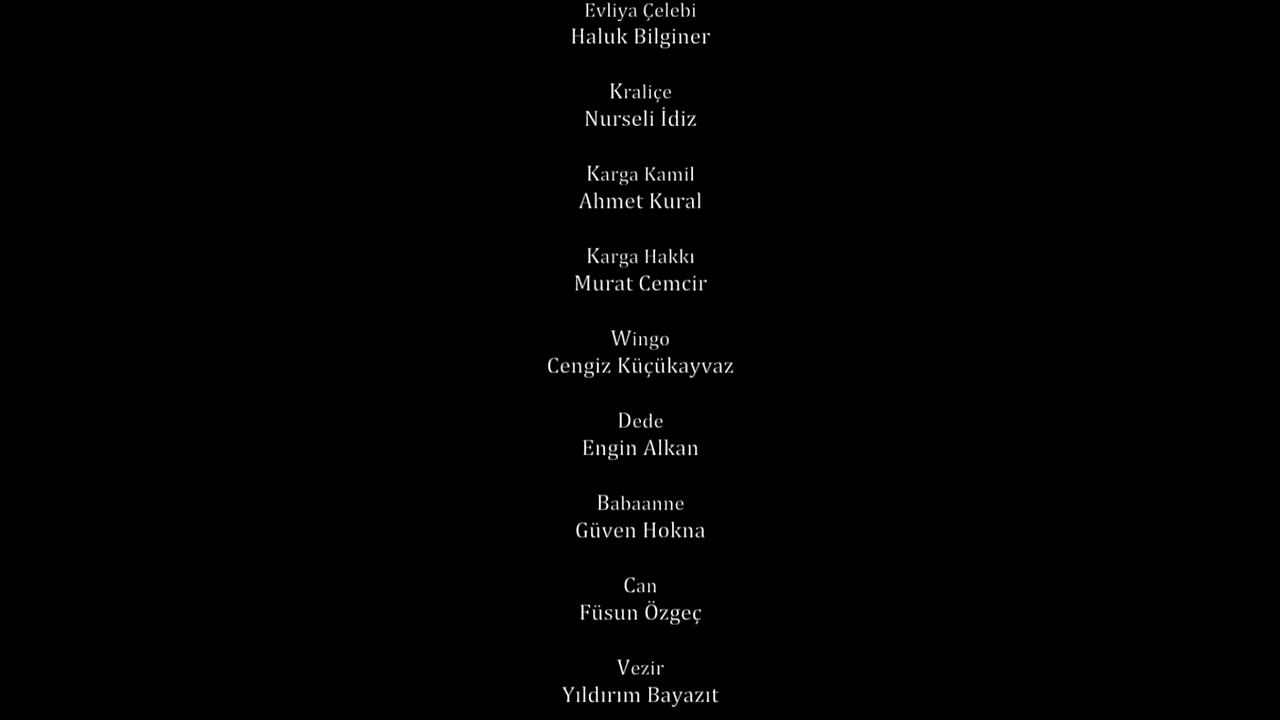 Evliya Çelebi
Haluk Bilginer
Kraliçe
Nurseli İdiz
Karga Kamil
Ahmet Kural
Karga Hakkı
Murat Cemcir
Wingo
Cengiz Küçükayvaz
Dede
Engin Alkan
Babaanne
Güven Hokna
Can
Füsun Özgeç
Vezir
Yıldırım Bayazıt